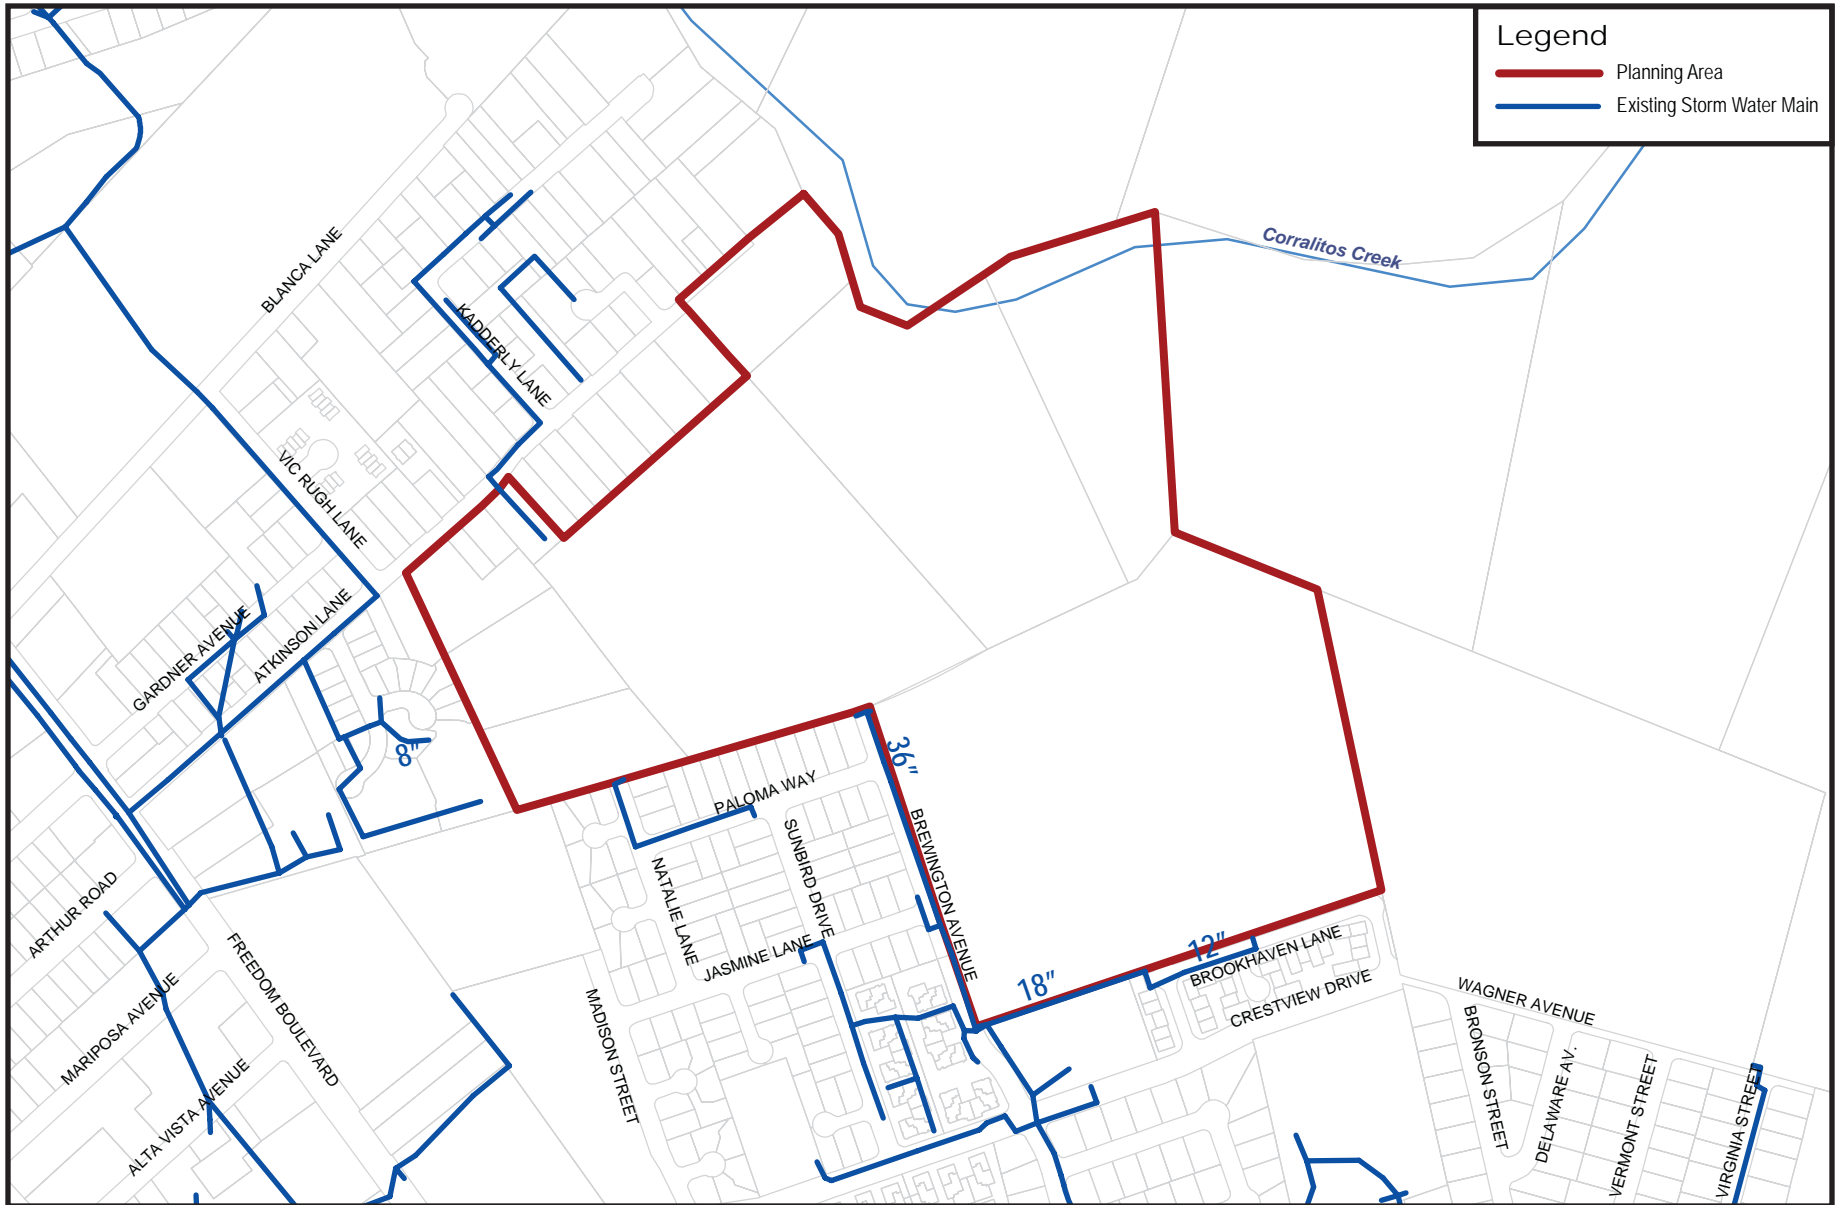 Legend
Planning Area
Existing Storm Water Main
Corralitos Creek
BLANCA LANE
KADDERLY LANE
VIC RUGH LANE
GARDNER AVENUE
ATKINSON LANE
8"
36"
PALOMA WAY
SUNBIRD DRIVE
BREWINGTON AVENUE
NATALIE LANE
JASMINE LANE
ARTHUR ROAD
FREEDOM BOULEVARD
MARIPOSA AVENUE
ALTA VISTA AVENUE
MADISON STREET
18"
12"
BROOKHAVEN LANE
CRESTVIEW DRIVE
WAGNER AVENUE
BRONSON STREET
DELAWARE AV.
VERMONT STREET
VIRGINIA STREET